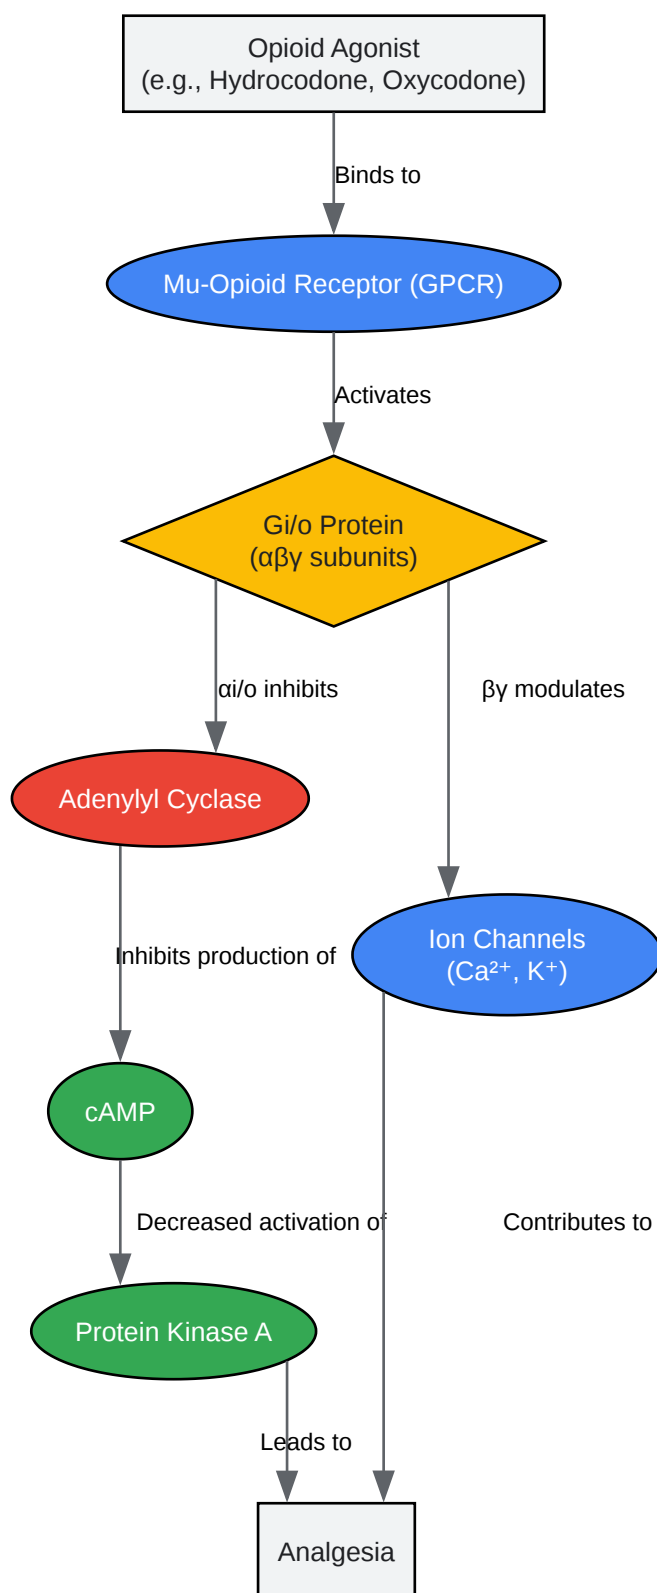 Opioid Agonist
(e.g., Hydrocodone, Oxycodone)
Binds to
Mu-Opioid Receptor (GPCR)
Activates
Gi/o Protein
(αβγ subunits)
αi/o inhibits
βγ modulates
Adenylyl Cyclase
Ion Channels
(Ca²⁺, K⁺)
Inhibits production of
cAMP
Decreased activation of
Contributes to
Protein Kinase A
Leads to
Analgesia